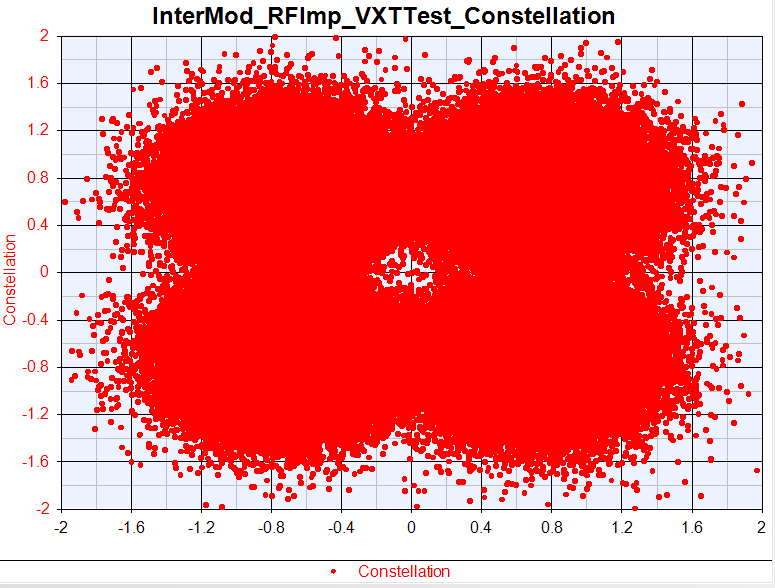 InterMod_RFImp_VXTTest_Constellation
2
1.6
1.2
0.8
0.4
0
-0.4
-0.8
-1.2
-1.6
-2
Constellation
-2 -1.6 -1.2 -0.8 -0.4 0 0.4 0.8 1.2 1.6 2
Constellation